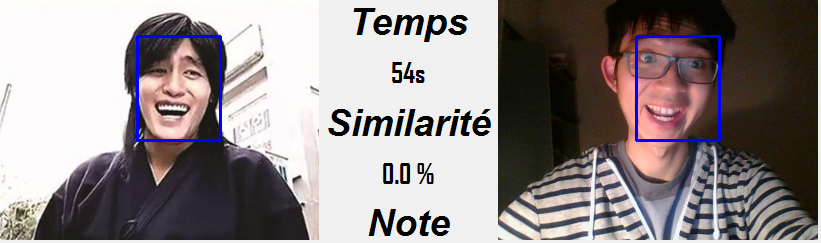 Temps
54s
Similarité
0.0 %
Note